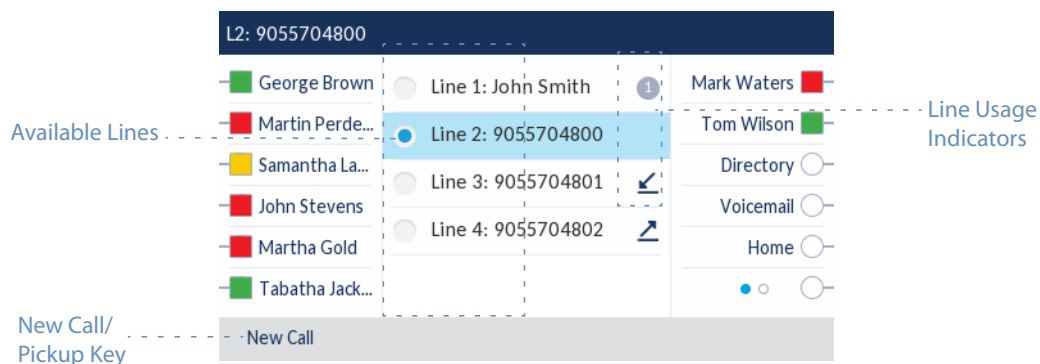 L2: 9055704800
George Brown
Martin Perde...
Samantha La...
John Stevens
Martha Gold
Tabatha Jack...
Line 1: John Smith
1
Line 2: 9055704800
Line 3: 9055704801
Line 4: 9055704802
Mark Waters
Tom Wilson
Directory
Voicemail
Home
New Call
Available Lines
Line Usage
Indicators
New Call/
Pickup Key